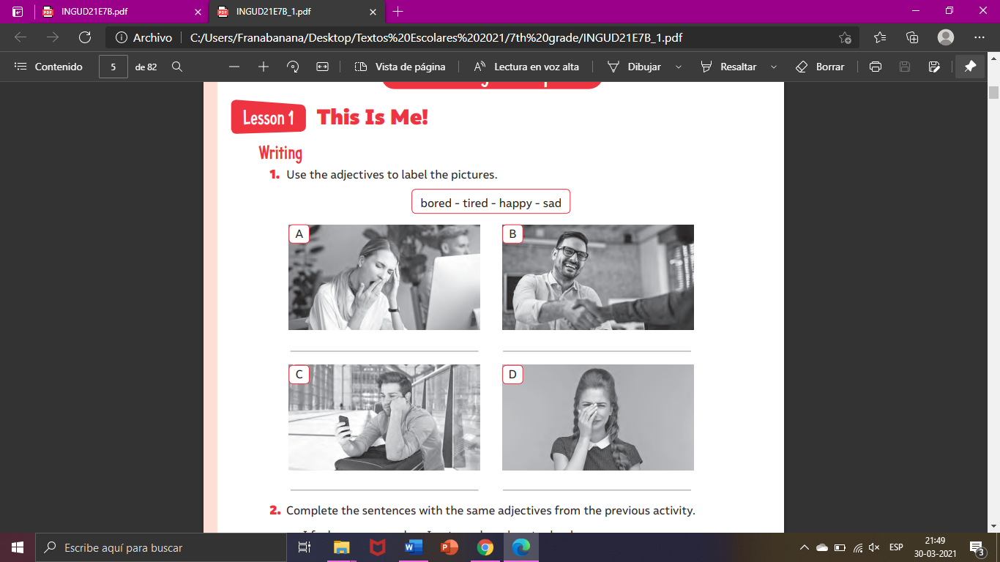 INGUD21E7B.pdf
INGUD21E7B_1.pdf
Archivo
C:/Users/Franabanana/Desktop/Textos%20Escolares%202021/7th%20grade/INGUD21E7B_1.pdf
Contenido
5
de 82
Vista de página
Lectura en voz alta
Dibujar
Resaltar
Borrar
Lesson 1
This Is Me!
Writing
1. Use the adjectives to label the pictures.
bored - tired - happy - sad
A
B
C
D
2. Complete the sentences with the same adjectives from the previous activity.
Escribe aquí para buscar
ESP
21:49
30-03-2021
3